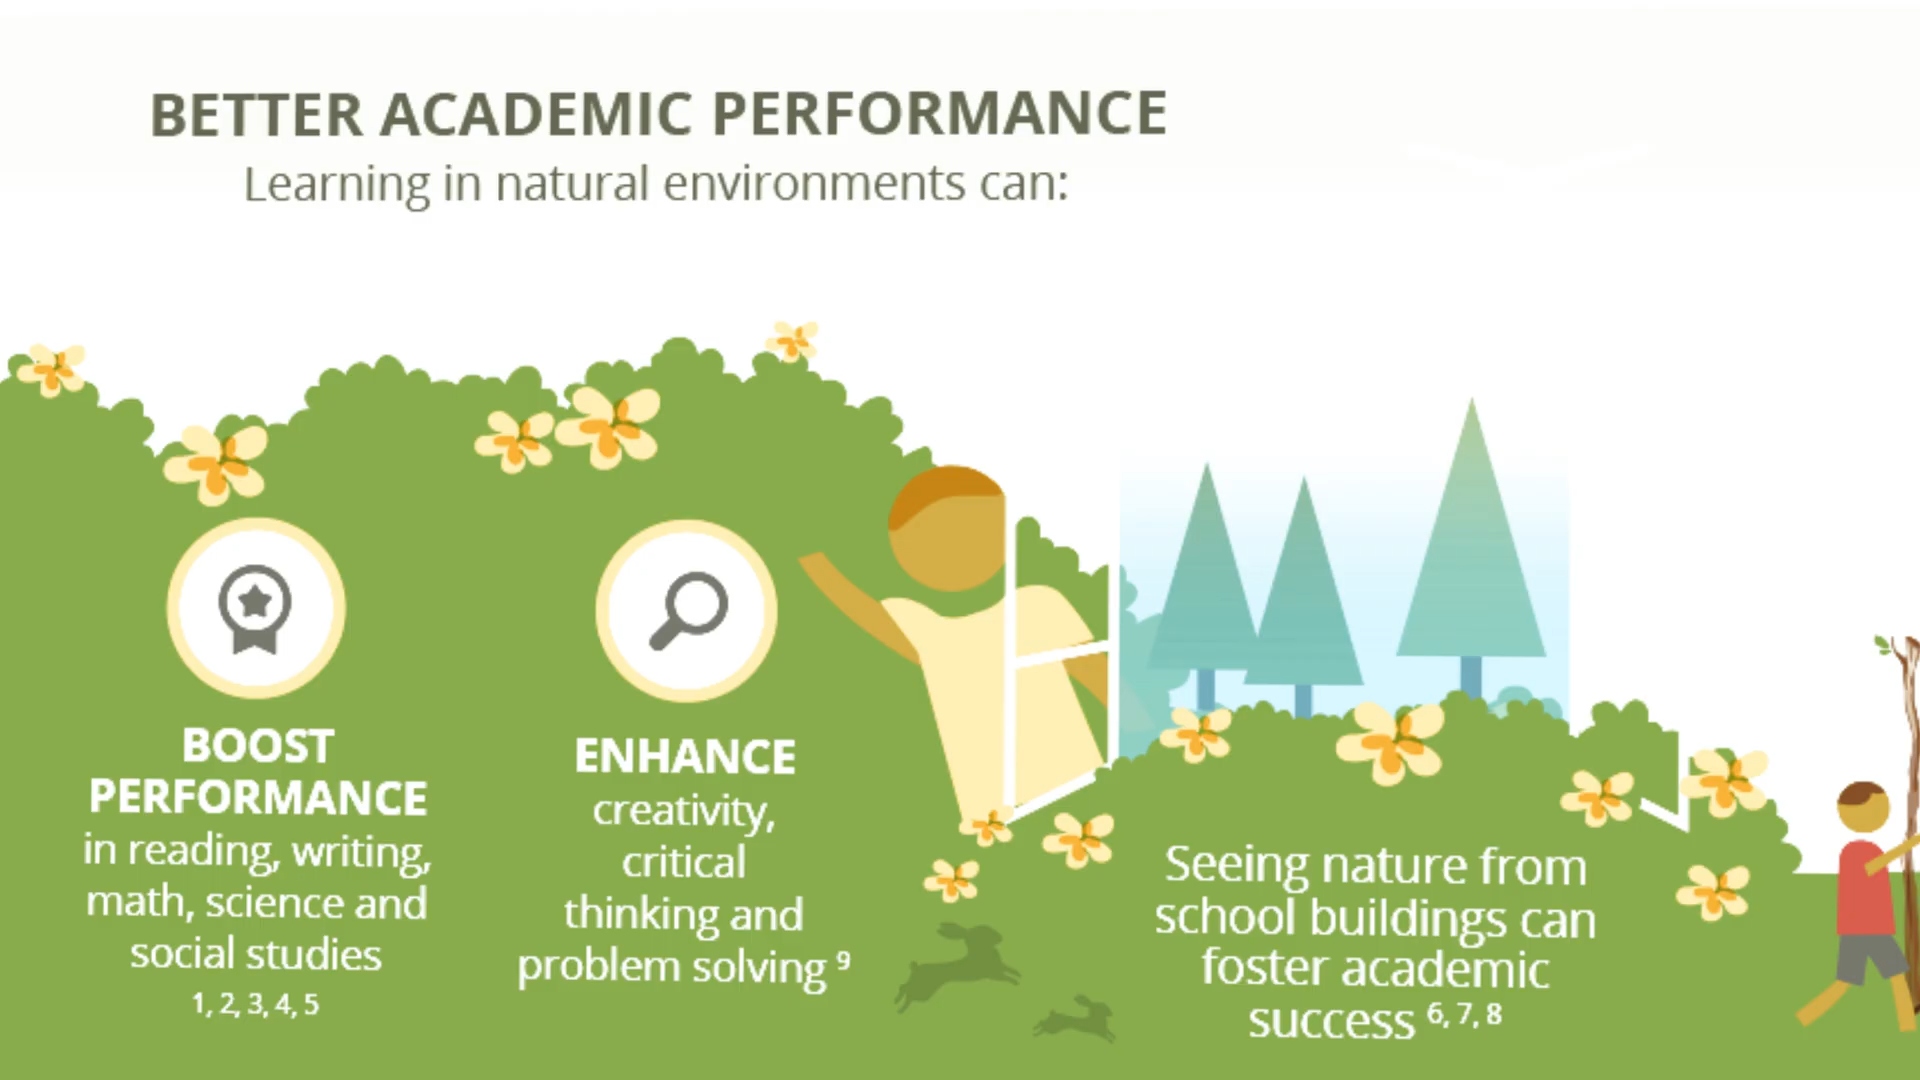 BETTER ACADEMIC PERFORMANCE
Learning in natural environments can:
BOOST
PERFORMANCE
in reading, writing,
math, science and
social studies
1, 2, 3, 4, 5
ENHANCE
creativity,
critical
thinking and
problem solving 9
Seeing nature from
school buildings can
foster academic
success 6, 7, 8